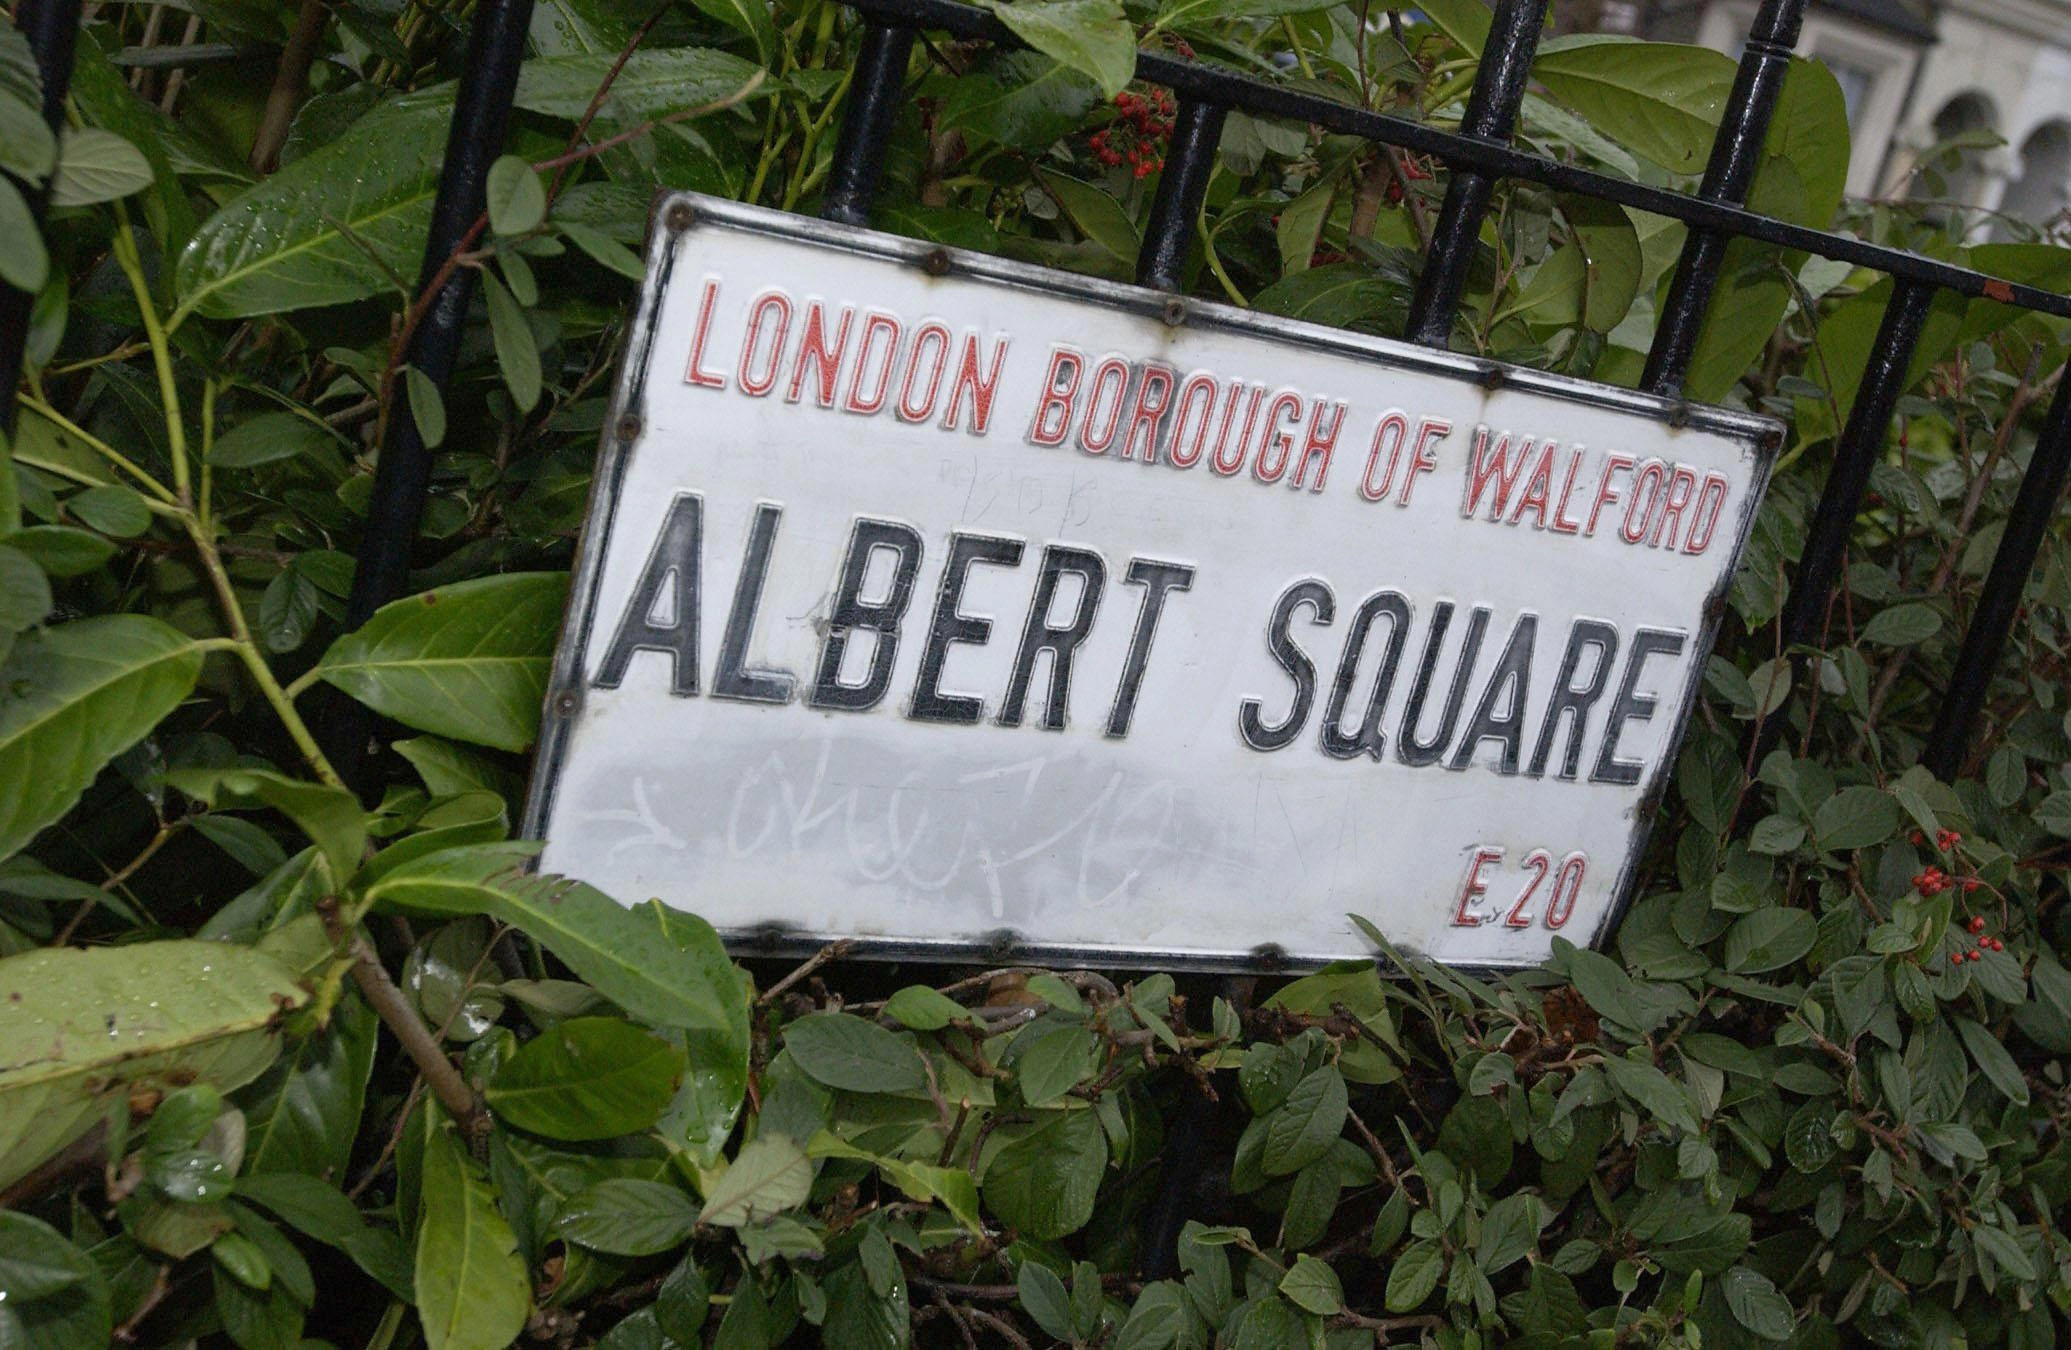 LONDON BOROUGH OF WALFORD
ALBERT SQUARE
E.20